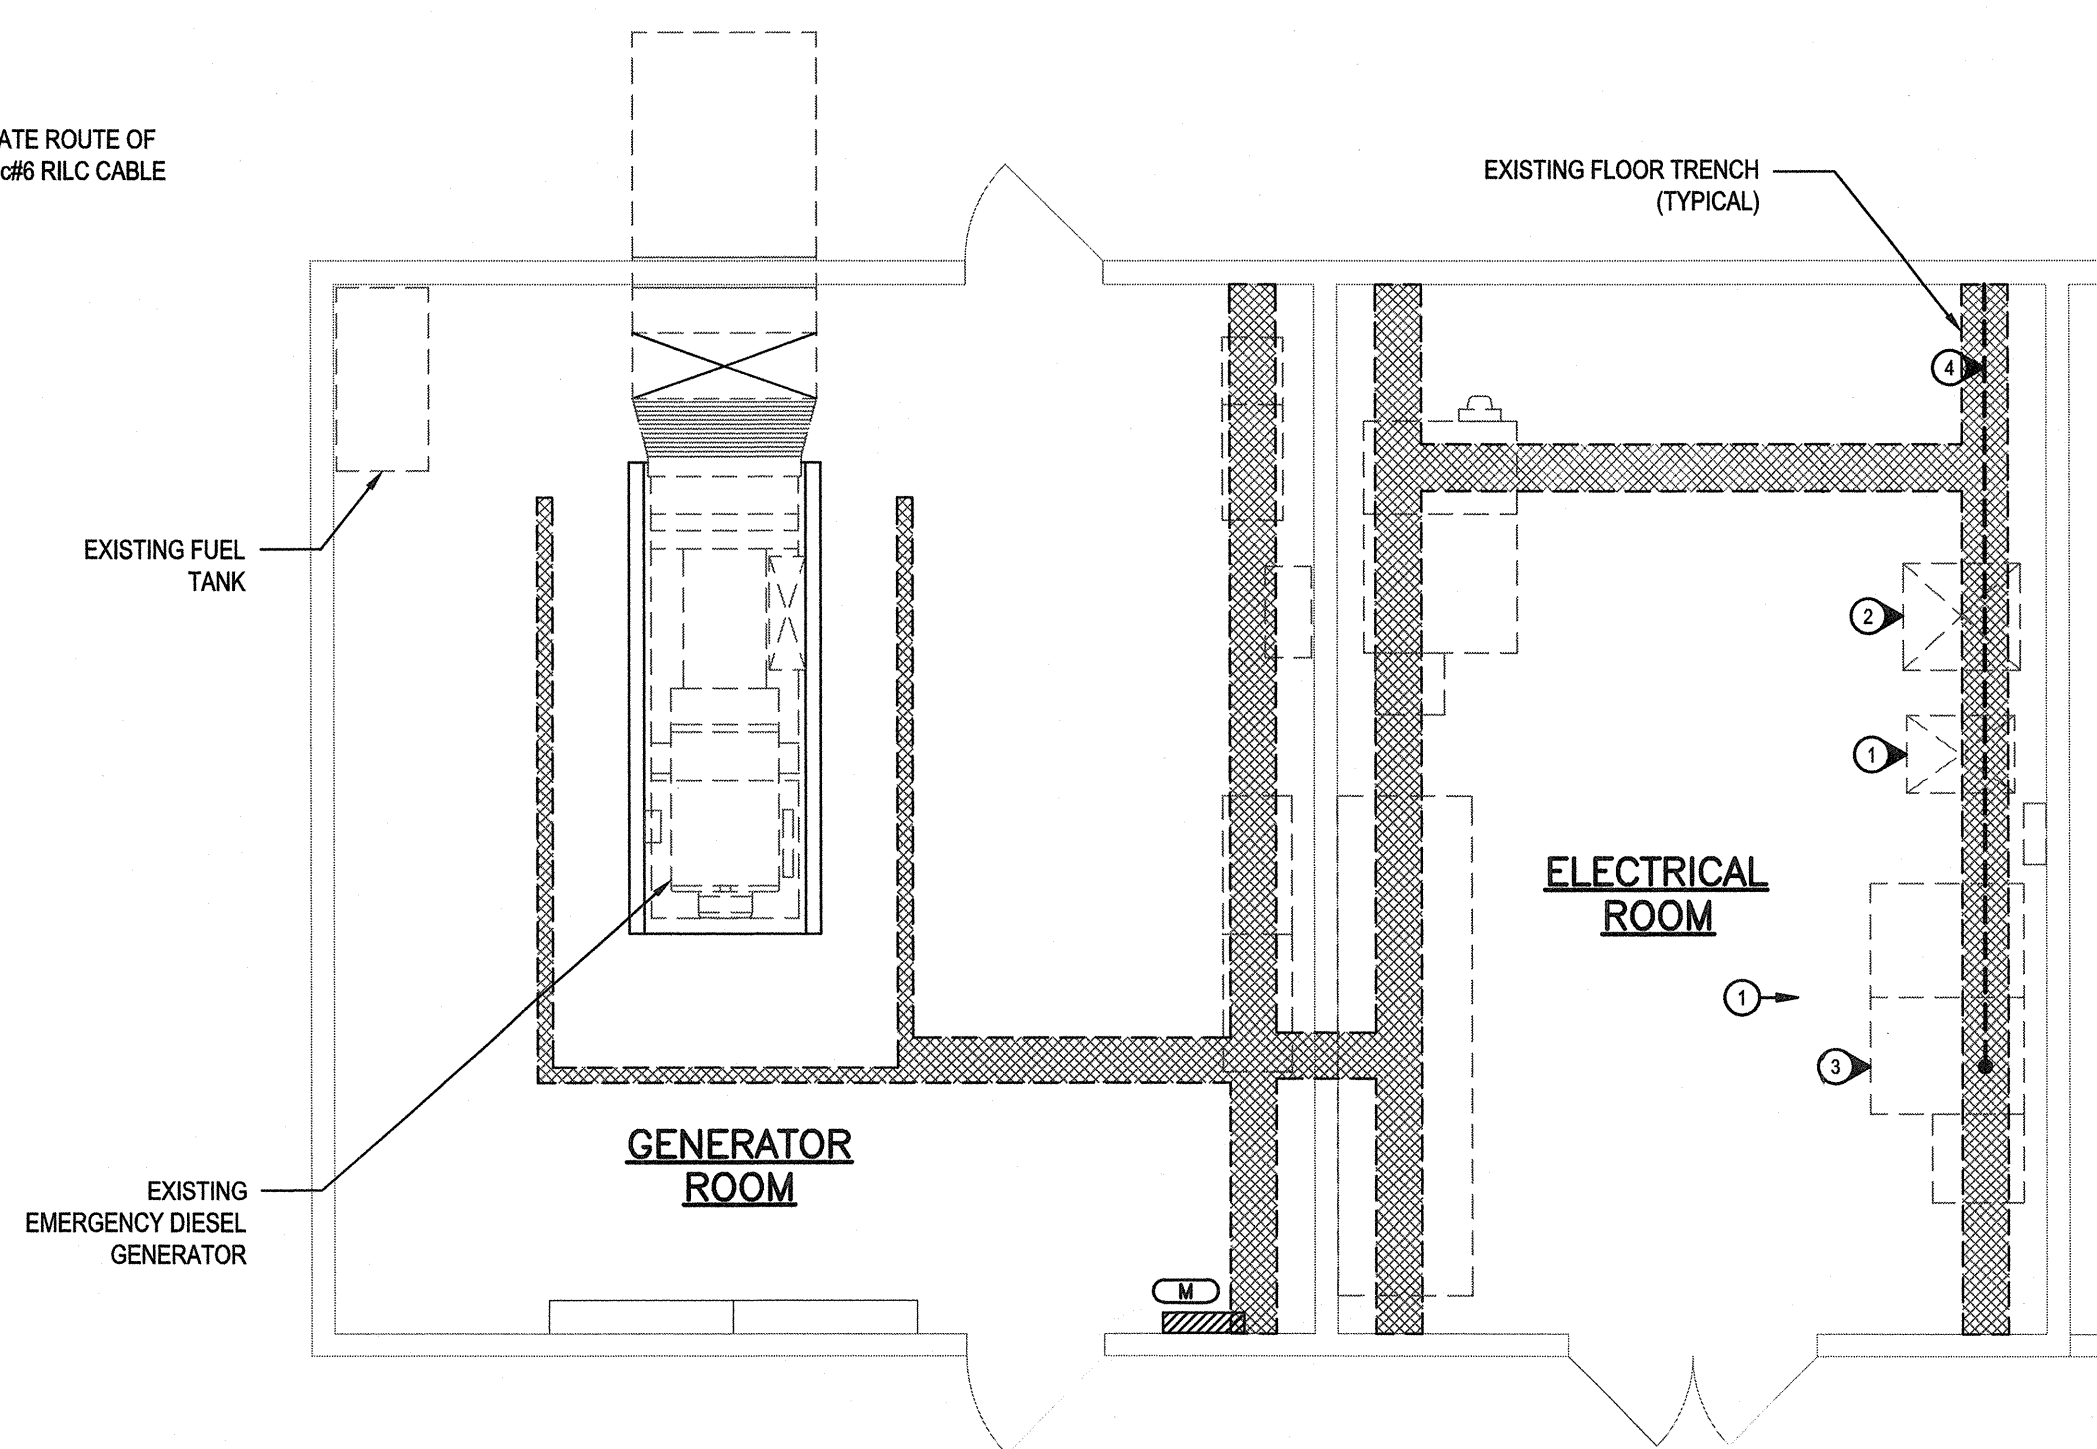 ATE ROUTE OF
c#6 RILC CABLE
EXISTING FLOOR TRENCH
(TYPICAL)
4
EXISTING FUEL
TANK
2
1
ELECTRICAL
ROOM
1
3
GENERATOR
ROOM
EXISTING
EMERGENCY DIESEL
GENERATOR
M